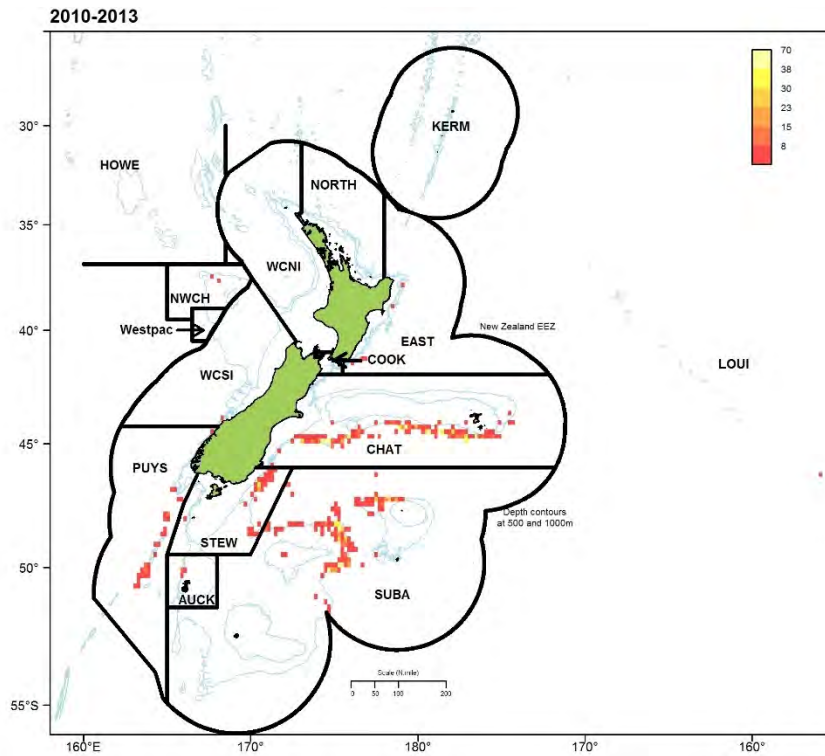 2010-2013
70
38
30
23
15
8
30°
35°
40°
45°
50°
55°S
HOWE
KERM
NORTH
WCNI
NWCH
Westpac
EAST
New Zealand EEZ
COOK
LOUI
WCSI
CHAT
PUYS
Depth contours
at 500 and 1000m
STEW
AUCK
SUBA
Scale (N.mile)
0 50 100 200
160°E 170° 180° 170° 160°